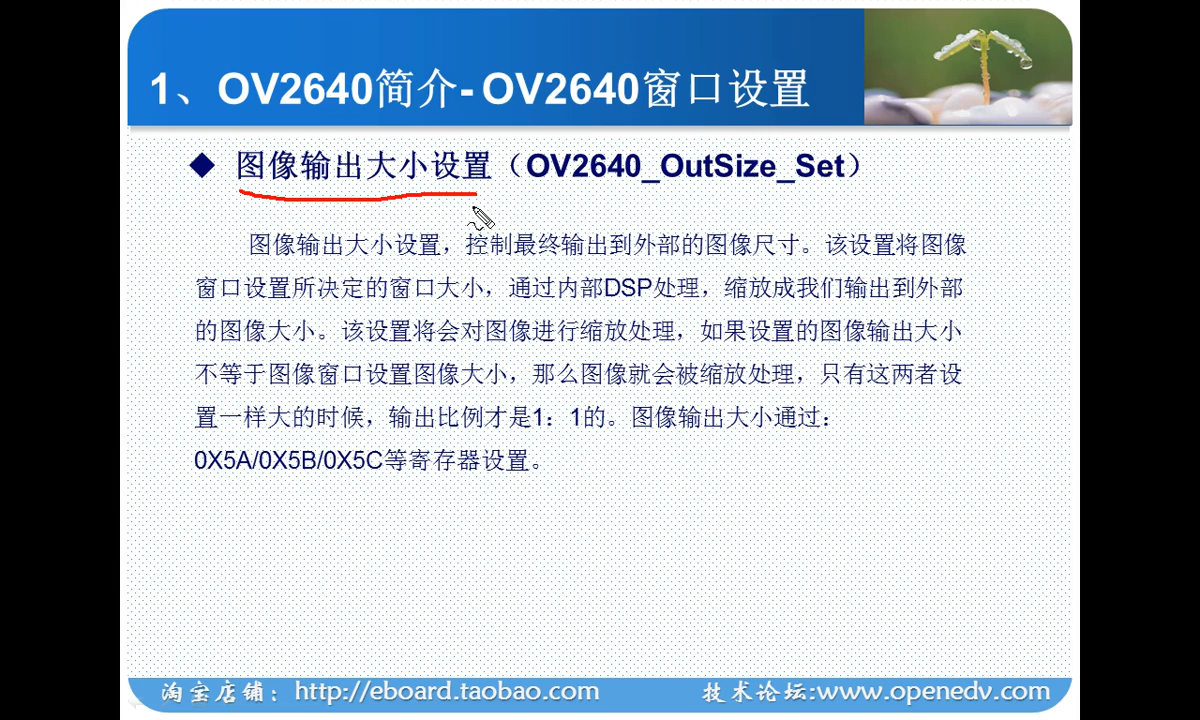 1、OV2640简介- OV2640窗口设置
◆ 图像输出大小设置（OV2640_OutSize_Set）
图像输出大小设置，控制最终输出到外部的图像尺寸。该设置将图像
窗口设置所决定的窗口大小，通过内部DSP处理，缩放成我们输出到外部
的图像大小。该设置将会对图像进行缩放处理，如果设置的图像输出大小
不等于图像窗口设置图像大小，那么图像就会被缩放处理，只有这两者设
置一样大的时候，输出比例才是1：1的。图像输出大小通过：
0X5A/0X5B/0X5C等寄存器设置。
淘宝店铺：http://eboard.taobao.com
技术论坛:www.openedv.com